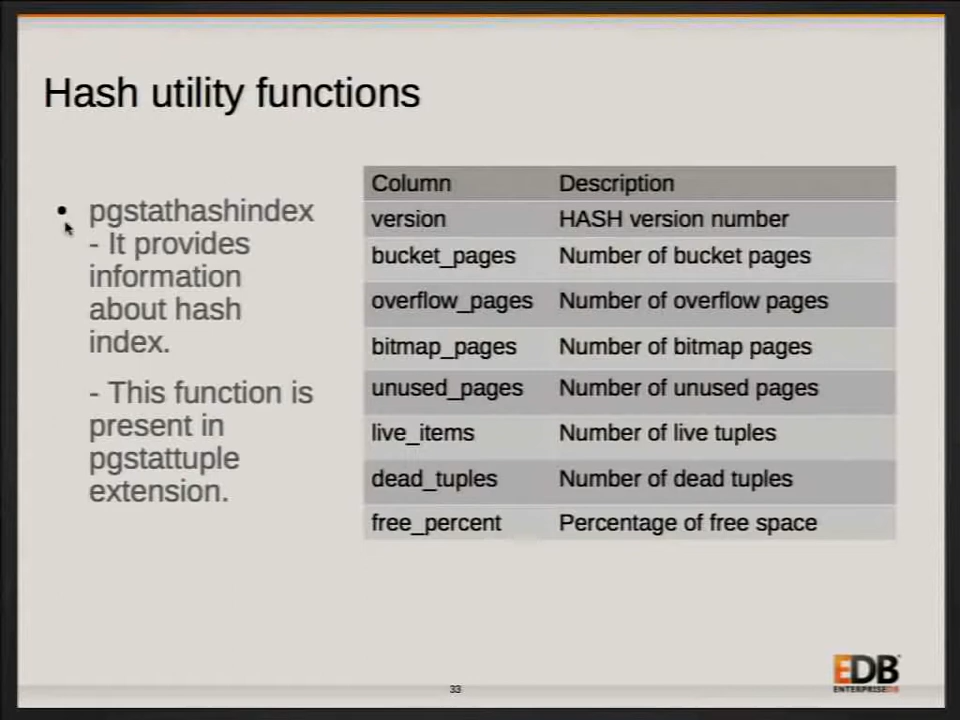 Hash utility functions
• pgstathashindex
- It provides
information
about hash
index.
- This function is
present in
pgstattuple
extension.
Column Description
version HASH version number
bucket_pages Number of bucket pages
overflow_pages Number of overflow pages
bitmap_pages Number of bitmap pages
unused_pages Number of unused pages
live_items Number of live tuples
dead_tuples Number of dead tuples
free_percent Percentage of free space
33
EDB
ENTERPRISEDB